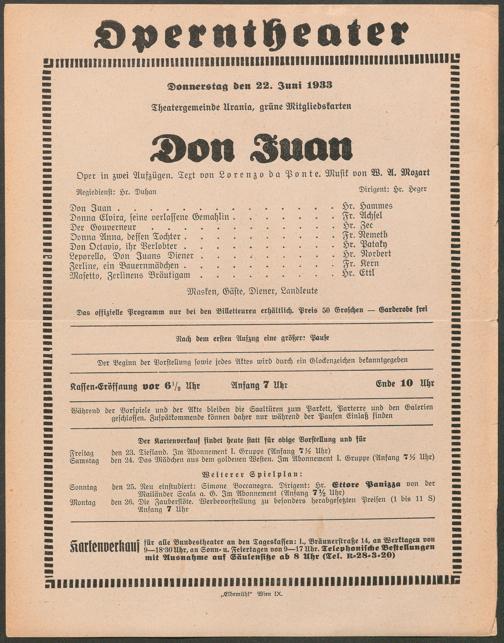 Operntheater
Donnerstag den 22. Juni 1933
Theatergemeinde Urania, grüne Mitgliedskarten
Don Juan
Oper in zwei Aufzügen. Text von Lorenzo da Ponte. Musik von W. A. Mozart
Regiedienst: Hr. Duhan Dirigent: Hr. Heger
Don Juan . . . . . . . . . . . . Hr. Hammes
Donna Elvira, seine verlassene Gemahlin . . . . . . Fr. Achsel
Der Gouverneur . . . . . . . . . . Hr. Zec
Donna Anna, dessen Tochter . . . . . . . . . Fr. Nemeth
Don Octavio, ihr Verlobter . . . . . . . . . Hr. Pataky
Leporello, Don Juans Diener . . . . . . . . Hr. Norbert
Zerline, ein Bauernmädchen . . . . . . . . . Fr. Kern
Masetto, Zerlinens Bräutigam . . . . . . . . Hr. Ettl
Masken, Gäste, Diener, Landleute
Das offizielle Programm nur bei den Billetteuren erhältlich. Preis 50 Groschen — Garderobe frei
Nach dem ersten Aufzug eine größere Pause
Der Beginn der Vorstellung sowie jedes Aktes wird durch ein Glockenzeichen bekanntgegeben
Kassen-Eröffnung vor 6½ Uhr Anfang 7 Uhr Ende 10 Uhr
Während der Vorspiele und der Akte bleiben die Saaltüren zum Parkett, Parterre und den Galerien
geschlossen. Zuspätkommende können daher nur während der Pausen Einlaß finden
Der Kartenverkauf findet heute statt für obige Vorstellung und für
Freitag den 23. Tiefland. Im Abonnement I. Gruppe (Anfang 7½ Uhr)
Samstag den 24. Das Mädchen aus dem goldenen Westen. Im Abonnement I. Gruppe (Anfang 7½ Uhr)
Weiterer Spielplan:
Sonntag den 25. Neu einstudiert: Simone Boccanegra. Dirigent: Hr. Ettore Panizza von der
Mailänder Scala a. G. Im Abonnement (Anfang 7½ Uhr)
Montag den 26. Die Zauberflöte. Werbevorstellung zu besonders herabgesetzten Preisen (1 bis 11 S)
Anfang 7 Uhr
Kartenverkauf für alle Bundestheater an den Tageskassen: I., Bräunerstraße 14, an Werktagen von
9—18·30 Uhr, an Sonn- u. Feiertagen von 9—17 Uhr. Telephonische Bestellungen
mit Ausnahme auf Säulensitze ab 8 Uhr (Tel. R-28-3-20)
„Elbemühl" Wien IX.